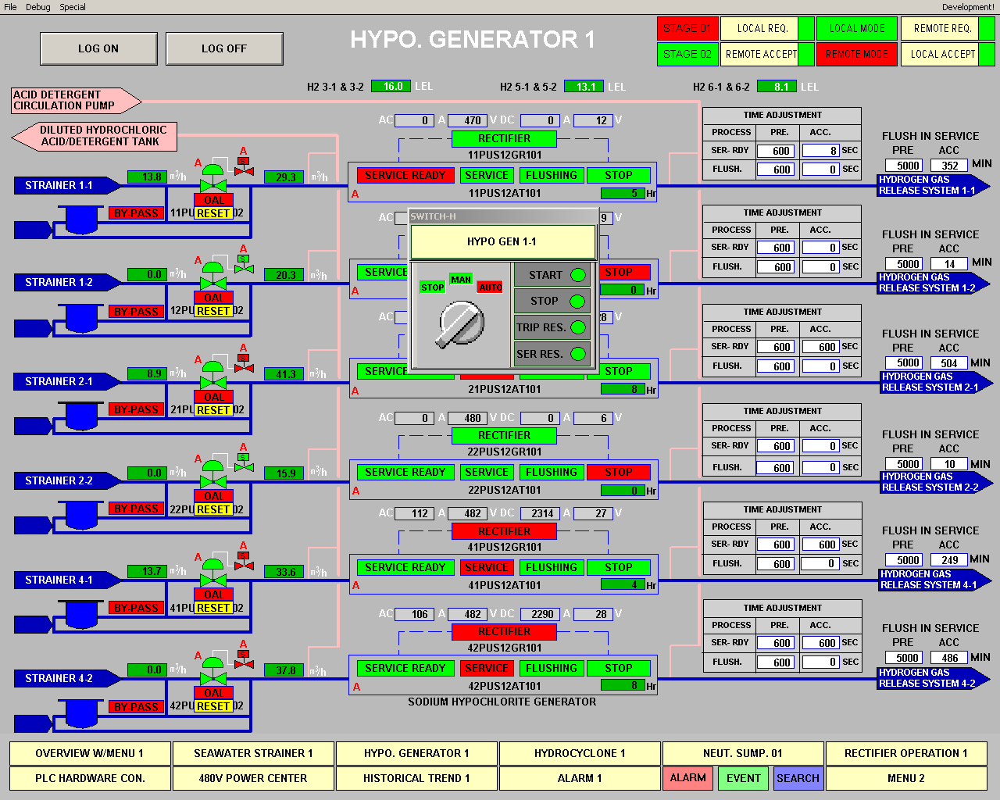 File Debug Special Development!
LOG ON LOG OFF HYPO. GENERATOR 1
STAGE 01 LOCAL REQ. LOCAL MODE REMOTE REQ.
STAGE 02 REMOTE ACCEPT REMOTE MODE LOCAL ACCEPT
H2 3-1 & 3-2 16.0 LEL H2 5-1 & 5-2 13.1 LEL H2 6-1 & 6-2 8.1 LEL
ACID DETERGENT
CIRCULATION PUMP
DILUTED HYDROCHLORIC
ACID/DETERGENT TANK
AC 0 A 470 V DC 0 A 12 V
RECTIFIER
11PUS12GR101
TIME ADJUSTMENT
PROCESS PRE. ACC.
SER- RDY 600 8 SEC
FLUSH. 600 0 SEC
FLUSH IN SERVICE
PRE ACC
5000 352 MIN
STRAINER 1-1 13.8 m³/h A A S 29.3 m³/h
OAL
BY-PASS 11PU RESET 02
SERVICE READY SERVICE FLUSHING STOP
A 11PUS12AT101 5 Hr
HYDROGEN GAS
RELEASE SYSTEM 1-1
AC 9 V
SWITCH-H
HYPO GEN 1-1
STOP MAN AUTO
START
STOP
TRIP RES.
SER RES.
TIME ADJUSTMENT
PROCESS PRE. ACC.
SER- RDY 600 0 SEC
FLUSH. 600 0 SEC
FLUSH IN SERVICE
PRE ACC
5000 14 MIN
STRAINER 1-2 0.0 m³/h A A S 20.3 m³/h
OAL
BY-PASS 12PU RESET 02
SERVICE STOP
A 0 Hr
HYDROGEN GAS
RELEASE SYSTEM 1-2
AC 28 V
TIME ADJUSTMENT
PROCESS PRE. ACC.
SER- RDY 600 600 SEC
FLUSH. 600 0 SEC
FLUSH IN SERVICE
PRE ACC
5000 504 MIN
STRAINER 2-1 8.9 m³/h A A S 41.3 m³/h
OAL
BY-PASS 21PU RESET 02
SERVICE STOP
A 21PUS12AT101 8 Hr
HYDROGEN GAS
RELEASE SYSTEM 2-1
AC 0 A 480 V DC 0 A 6 V
RECTIFIER
22PUS12GR101
TIME ADJUSTMENT
PROCESS PRE. ACC.
SER- RDY 600 0 SEC
FLUSH. 600 0 SEC
FLUSH IN SERVICE
PRE ACC
5000 10 MIN
STRAINER 2-2 0.0 m³/h A A S 15.9 m³/h
OAL
BY-PASS 22PU RESET 02
SERVICE READY SERVICE FLUSHING STOP
A 22PUS12AT101 0 Hr
HYDROGEN GAS
RELEASE SYSTEM 2-2
AC 112 A 482 V DC 2314 A 27 V
RECTIFIER
41PUS12GR101
TIME ADJUSTMENT
PROCESS PRE. ACC.
SER- RDY 600 600 SEC
FLUSH. 600 0 SEC
FLUSH IN SERVICE
PRE ACC
5000 249 MIN
STRAINER 4-1 13.7 m³/h A A S 33.6 m³/h
OAL
BY-PASS 41PU RESET 02
SERVICE READY SERVICE FLUSHING STOP
A 41PUS12AT101 4 Hr
HYDROGEN GAS
RELEASE SYSTEM 4-1
AC 106 A 482 V DC 2290 A 28 V
RECTIFIER
42PUS12GR101
TIME ADJUSTMENT
PROCESS PRE. ACC.
SER- RDY 600 600 SEC
FLUSH. 600 0 SEC
FLUSH IN SERVICE
PRE ACC
5000 486 MIN
STRAINER 4-2 0.0 m³/h A A S 37.8 m³/h
OAL
BY-PASS 42PU RESET 02
SERVICE READY SERVICE FLUSHING STOP
A 42PUS12AT101 8 Hr
HYDROGEN GAS
RELEASE SYSTEM 4-2
SODIUM HYPOCHLORITE GENERATOR
OVERVIEW W/MENU 1 SEAWATER STRAINER 1 HYPO. GENERATOR 1 HYDROCYCLONE 1 NEUT. SUMP. 01 RECTIFIER OPERATION 1
PLC HARDWARE CON. 480V POWER CENTER HISTORICAL TREND 1 ALARM 1 ALARM EVENT SEARCH MENU 2